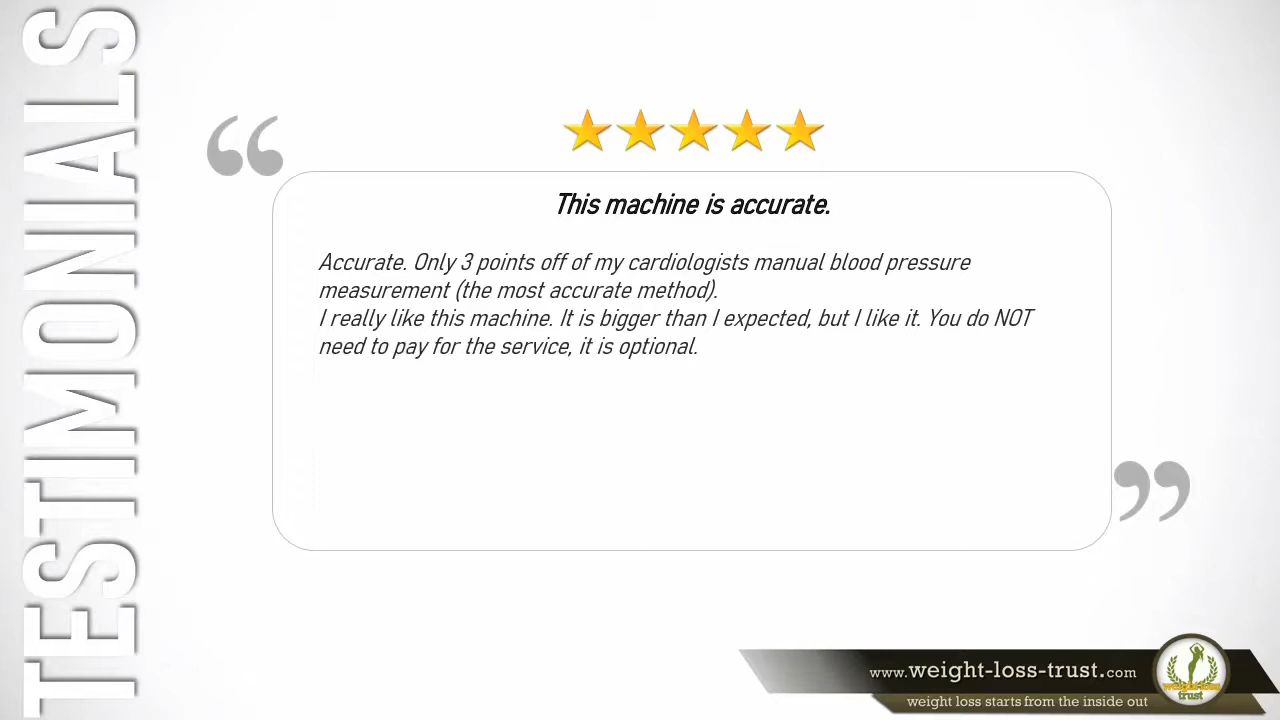 TESTIMONIALS
This machine is accurate.
Accurate. Only 3 points off of my cardiologists manual blood pressure
measurement (the most accurate method).
I really like this machine. It is bigger than I expected, but I like it. You do NOT
need to pay for the service, it is optional.
www.weight-loss-trust.com
weight loss starts from the inside out
weight loss
trust